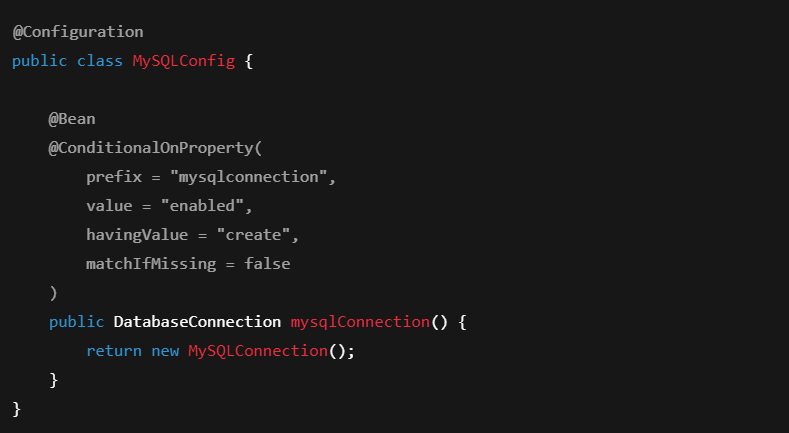 @Configuration
public class MySQLConfig {
@Bean
@ConditionalOnProperty(
prefix = "mysqlconnection",
value = "enabled",
havingValue = "create",
matchIfMissing = false
)
public DatabaseConnection mysqlConnection() {
return new MySQLConnection();
}
}